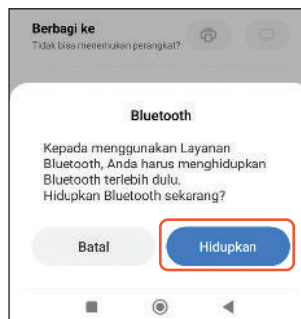 Berbagi ke
Tidak bisa menemukan perangkat?
Bluetooth
Kepada menggunakan Layanan
Bluetooth, Anda harus menghidupkan
Bluetooth terlebih dulu.
Hidupkan Bluetooth sekarang?
Batal
Hidupkan